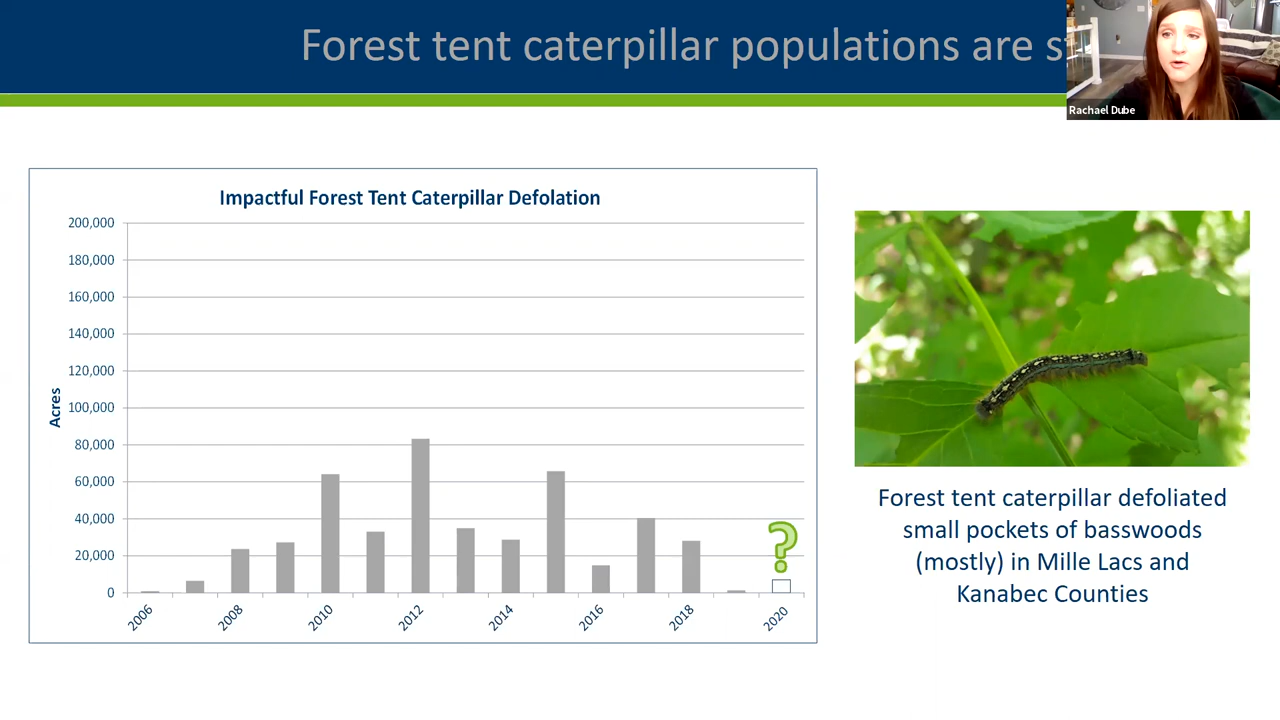 Forest tent caterpillar populations are s
Rachael Dube
Impactful Forest Tent Caterpillar Defolation
200,000
180,000
160,000
140,000
120,000
100,000
80,000
60,000
40,000
20,000
0
Acres
2006
2008
2010
2012
2014
2016
2018
2020
?
Forest tent caterpillar defoliated
small pockets of basswoods
(mostly) in Mille Lacs and
Kanabec Counties